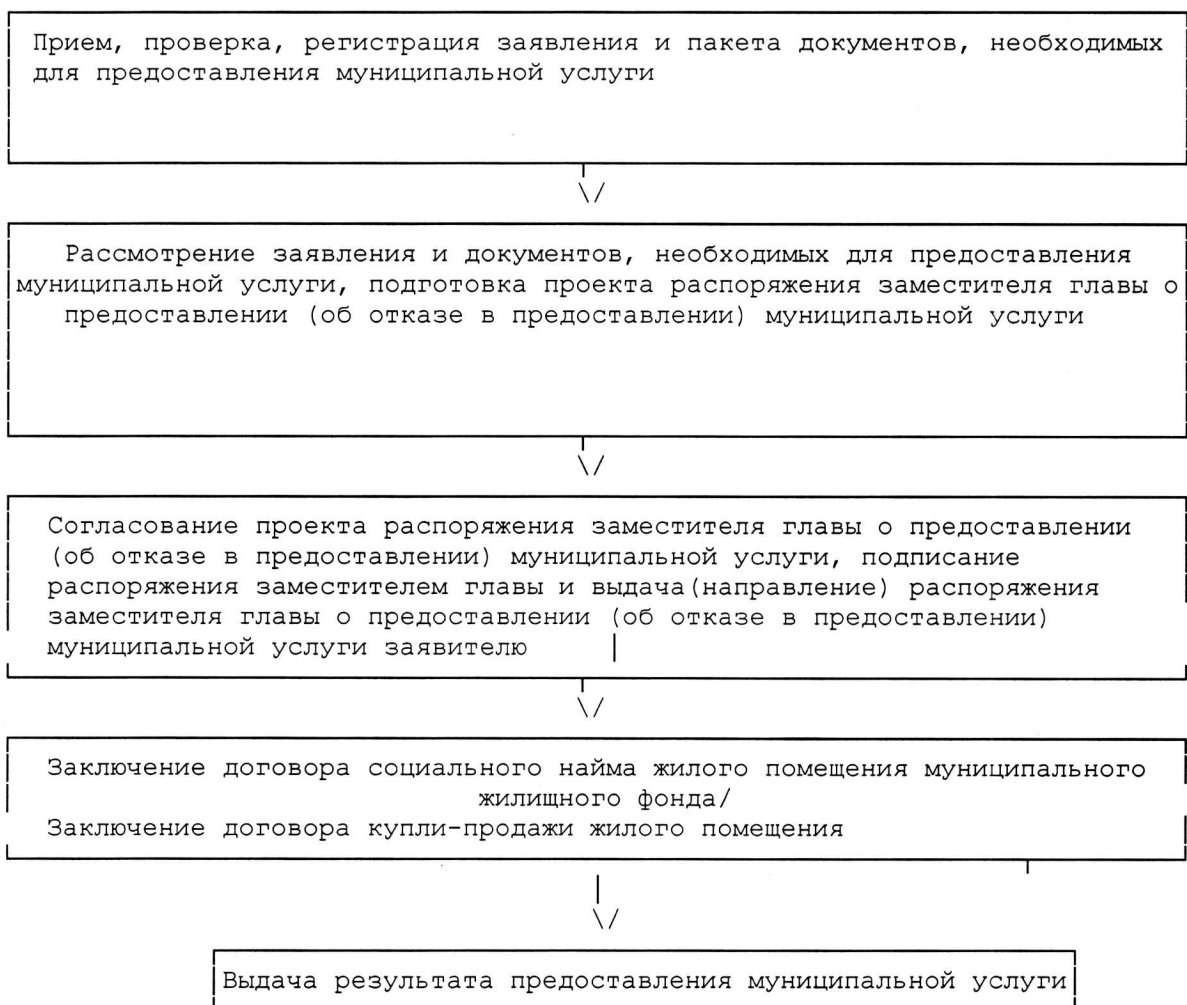 Прием, проверка, регистрация заявления и пакета документов, необходимых
для предоставления муниципальной услуги
\/
Рассмотрение заявления и документов, необходимых для предоставления
муниципальной услуги, подготовка проекта распоряжения заместителя главы о
предоставлении (об отказе в предоставлении) муниципальной услуги
\/
Согласование проекта распоряжения заместителя главы о предоставлении
(об отказе в предоставлении) муниципальной услуги, подписание
распоряжения заместителем главы и выдача(направление) распоряжения
заместителя главы о предоставлении (об отказе в предоставлении)
муниципальной услуги заявителю |
\/
Заключение договора социального найма жилого помещения муниципального
жилищного фонда/
Заключение договора купли-продажи жилого помещения
|
\/
Выдача результата предоставления муниципальной услуги